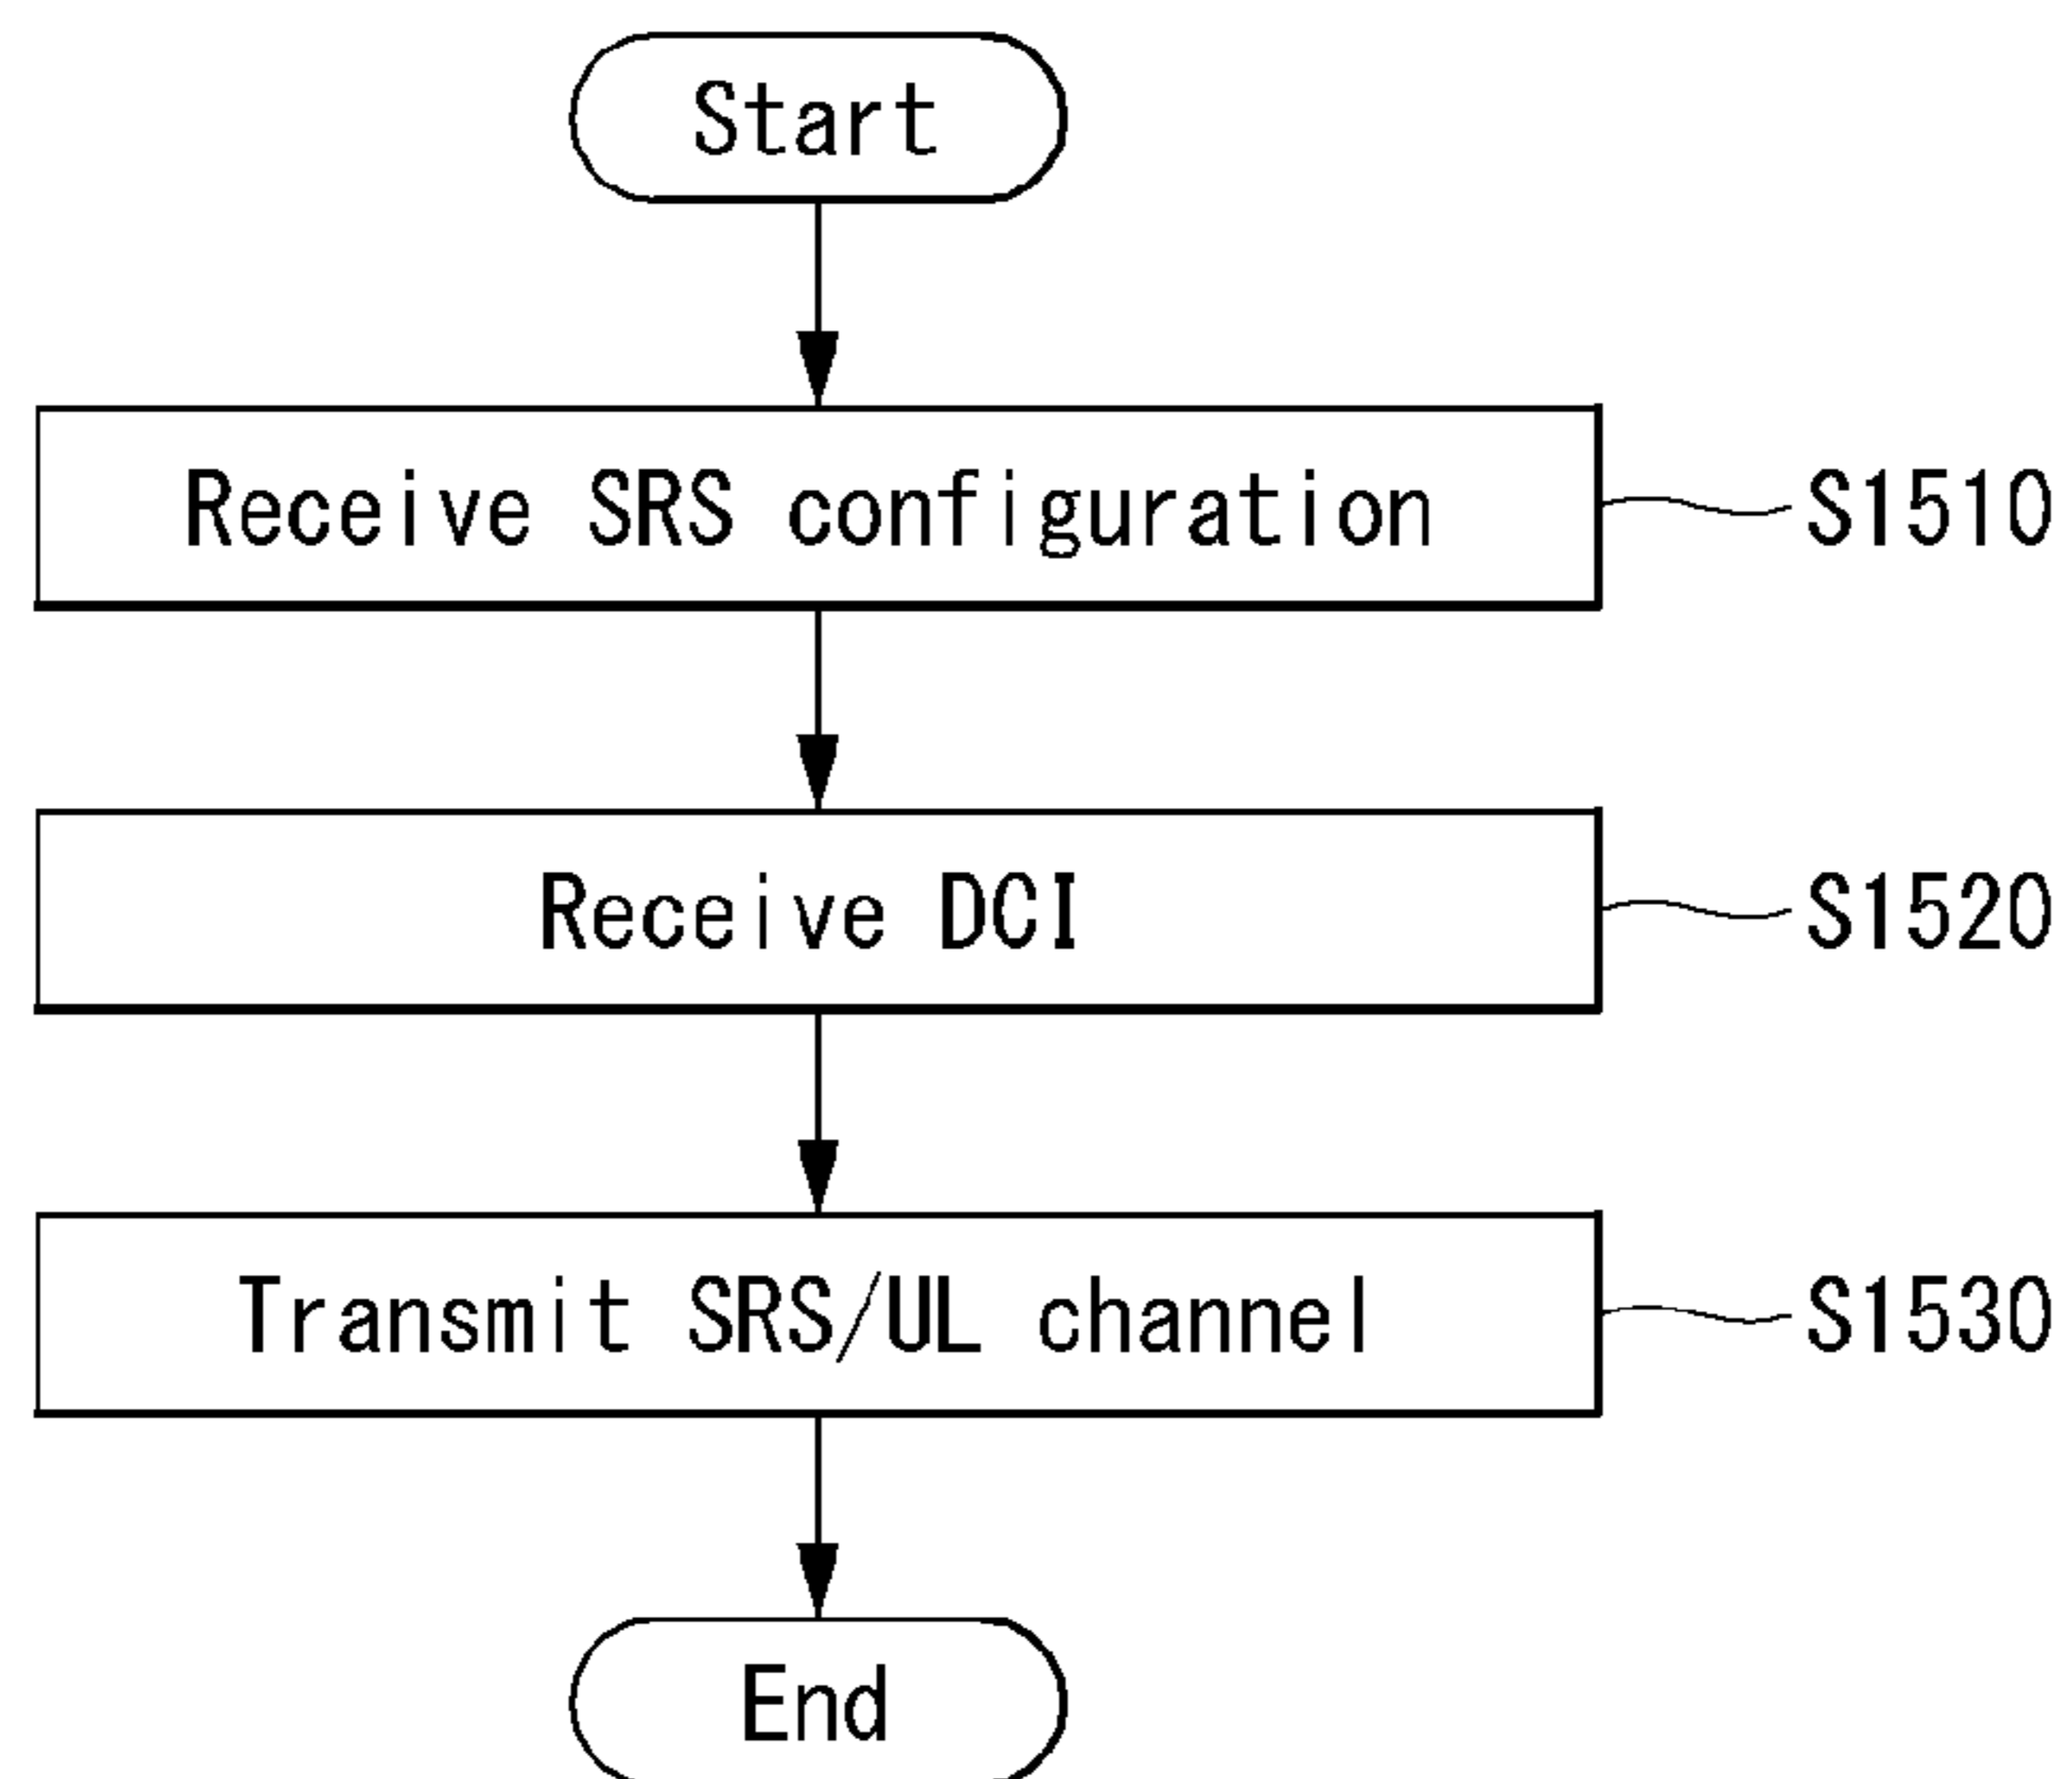 Start
Receive SRS configuration S1510
Receive DCI S1520
Transmit SRS/UL channel S1530
End